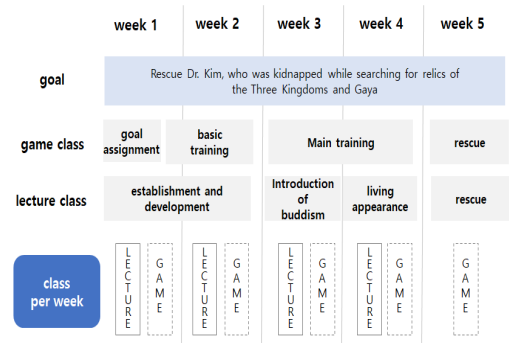 week 1 week 2 week 3 week 4 week 5
goal
Rescue Dr. Kim, who was kidnapped while searching for relics of
the Three Kingdoms and Gaya
game class
goal
assignment
basic
training
Main training
rescue
lecture class
establishment and
development
Introduction
of
buddism
living
appearance
rescue
class
per week
LECTURE
GAME
LECTURE
GAME
LECTURE
GAME
LECTURE
GAME
GAME